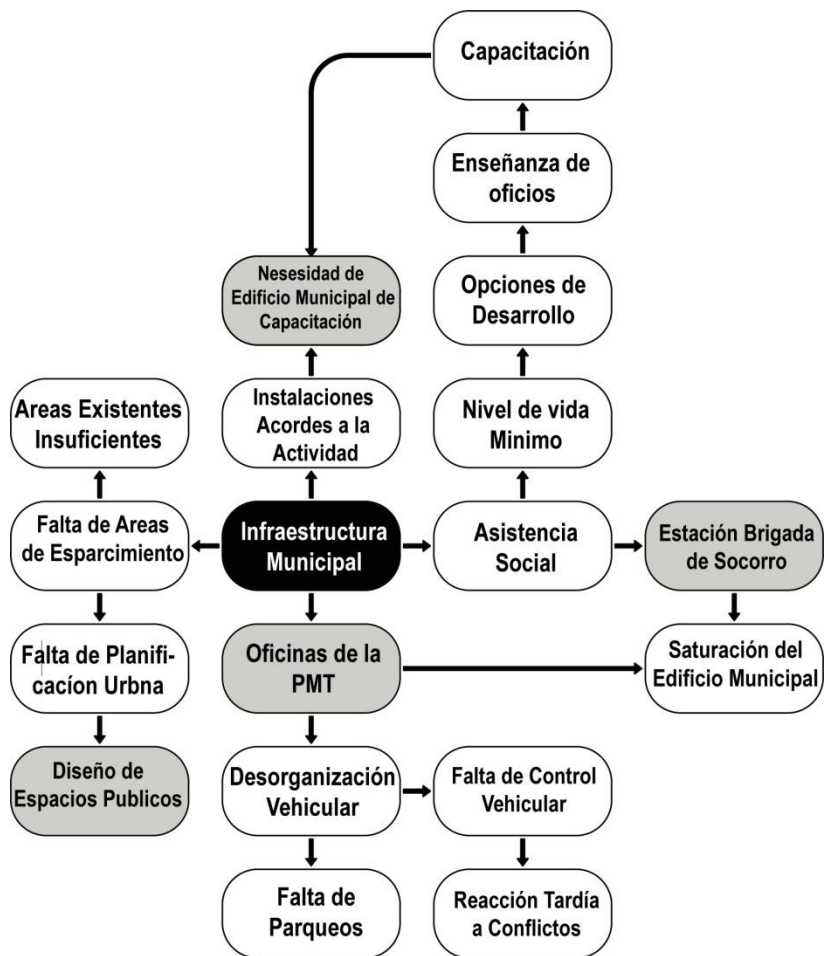 Capacitación
Enseñanza de
oficios
Nesesidad de
Edificio Municipal de
Capacitación
Opciones de
Desarrollo
Areas Existentes
Insuficientes
Instalaciones
Acordes a la
Actividad
Nivel de vida
Minimo
Falta de Areas
de Esparcimiento
Infraestructura
Municipal
Asistencia
Social
Estación Brigada
de Socorro
Falta de Planifi-
cacíon Urbna
Oficinas de la
PMT
Saturación del
Edificio Municipal
Diseño de
Espacios Publicos
Desorganización
Vehicular
Falta de Control
Vehicular
Falta de
Parqueos
Reacción Tardía
a Conflictos